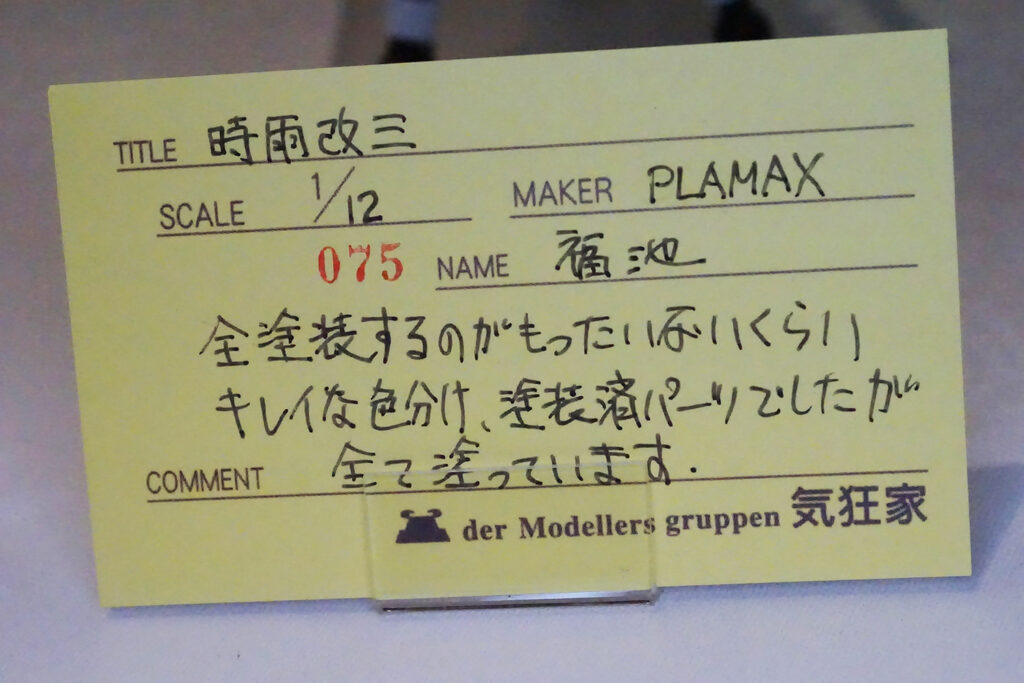 TITLE 時雨改三
SCALE 1/12 MAKER PLAMAX
075 NAME 福池
全塗装するのがもったいないくらい
キレイな色分け、塗装済パーツでしたが
COMMENT 全て塗っています.
der Modellers gruppen 気狂家